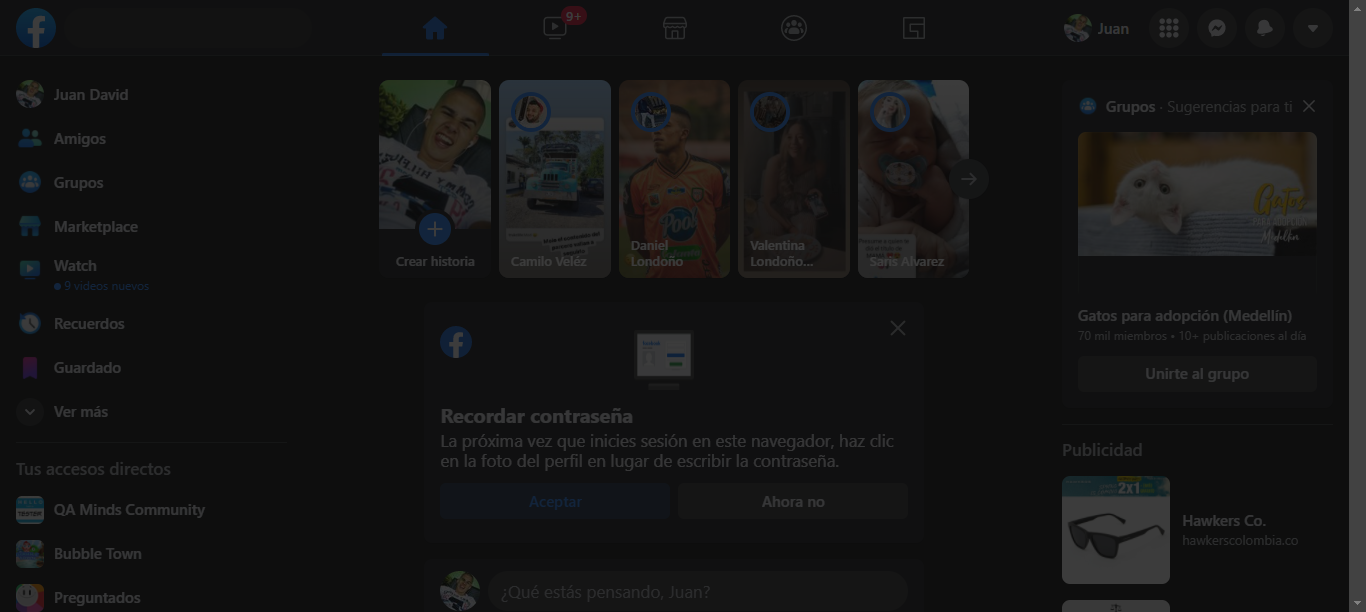 9+
Juan
Juan David
Amigos
Grupos
Marketplace
Watch
9 videos nuevos
Recuerdos
Guardado
Ver más
Tus accesos directos
QA Minds Community
Bubble Town
Preguntados
Crear historia
Camilo Veléz
Daniel
Londoño
Valentina
Londoño...
Saris Alvarez
Recordar contraseña
La próxima vez que inicies sesión en este navegador, haz clic
en la foto del perfil en lugar de escribir la contraseña.
Aceptar
Ahora no
¿Qué estás pensando, Juan?
Grupos · Sugerencias para ti
Gatos
Medellín
Gatos para adopción (Medellín)
70 mil miembros • 10+ publicaciones al día
Unirte al grupo
Publicidad
2x1
Hawkers Co.
hawkerscolombia.co